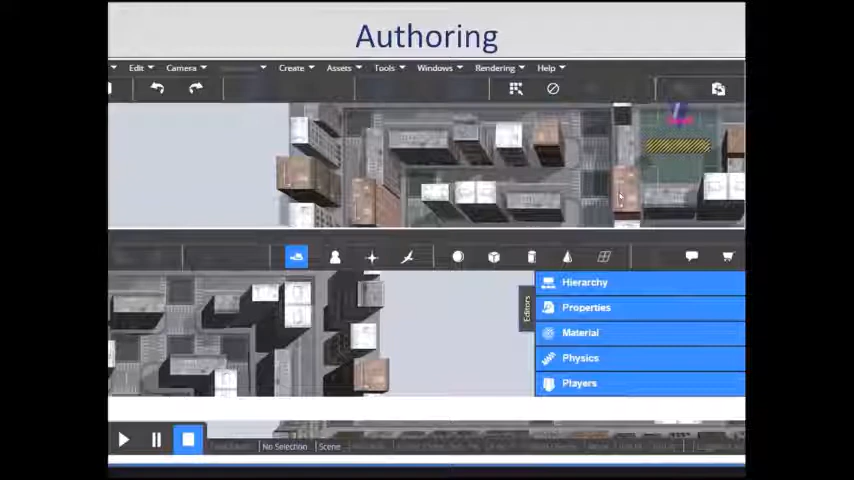 Authoring
Edit Camera Create Assets Tools Windows Rendering Help
Editors
Hierarchy
Properties
Material
Physics
Players
No Selection Scene